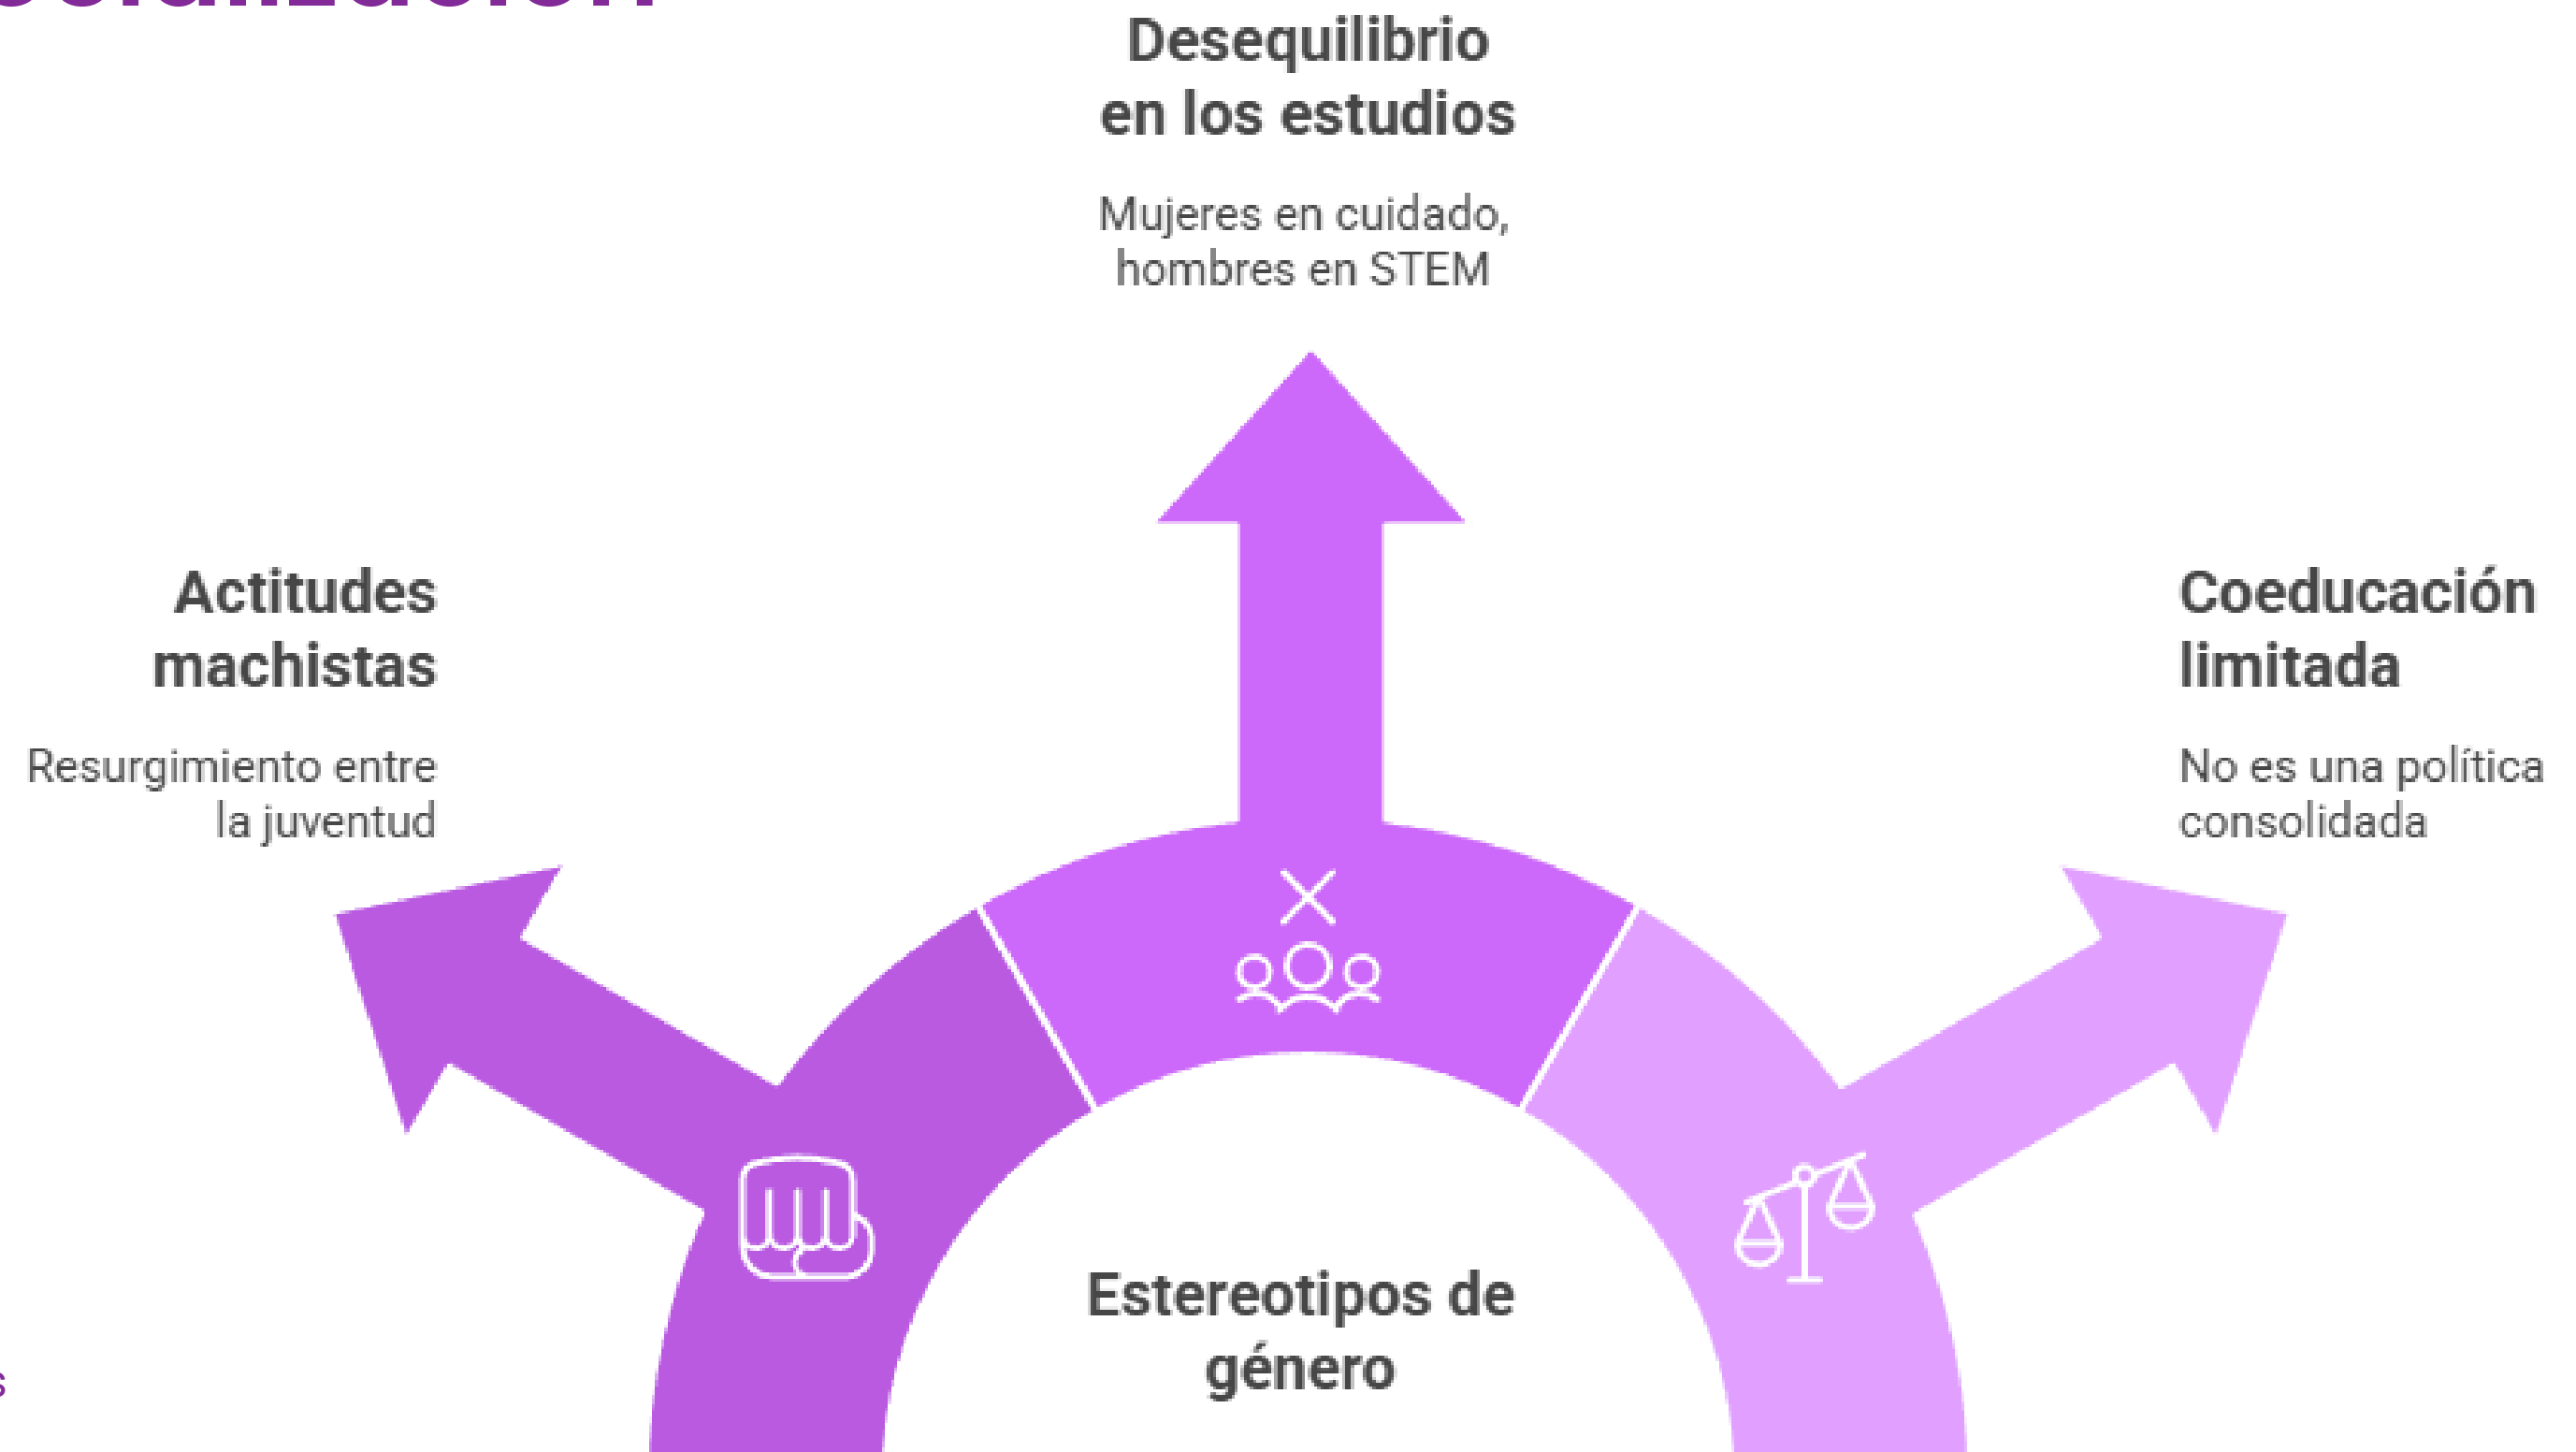 Desequilibrio
en los estudios
Mujeres en cuidado,
hombres en STEM
Actitudes
machistas
Resurgimiento entre
la juventud
Coeducación
limitada
No es una política
consolidada
Estereotipos de
género